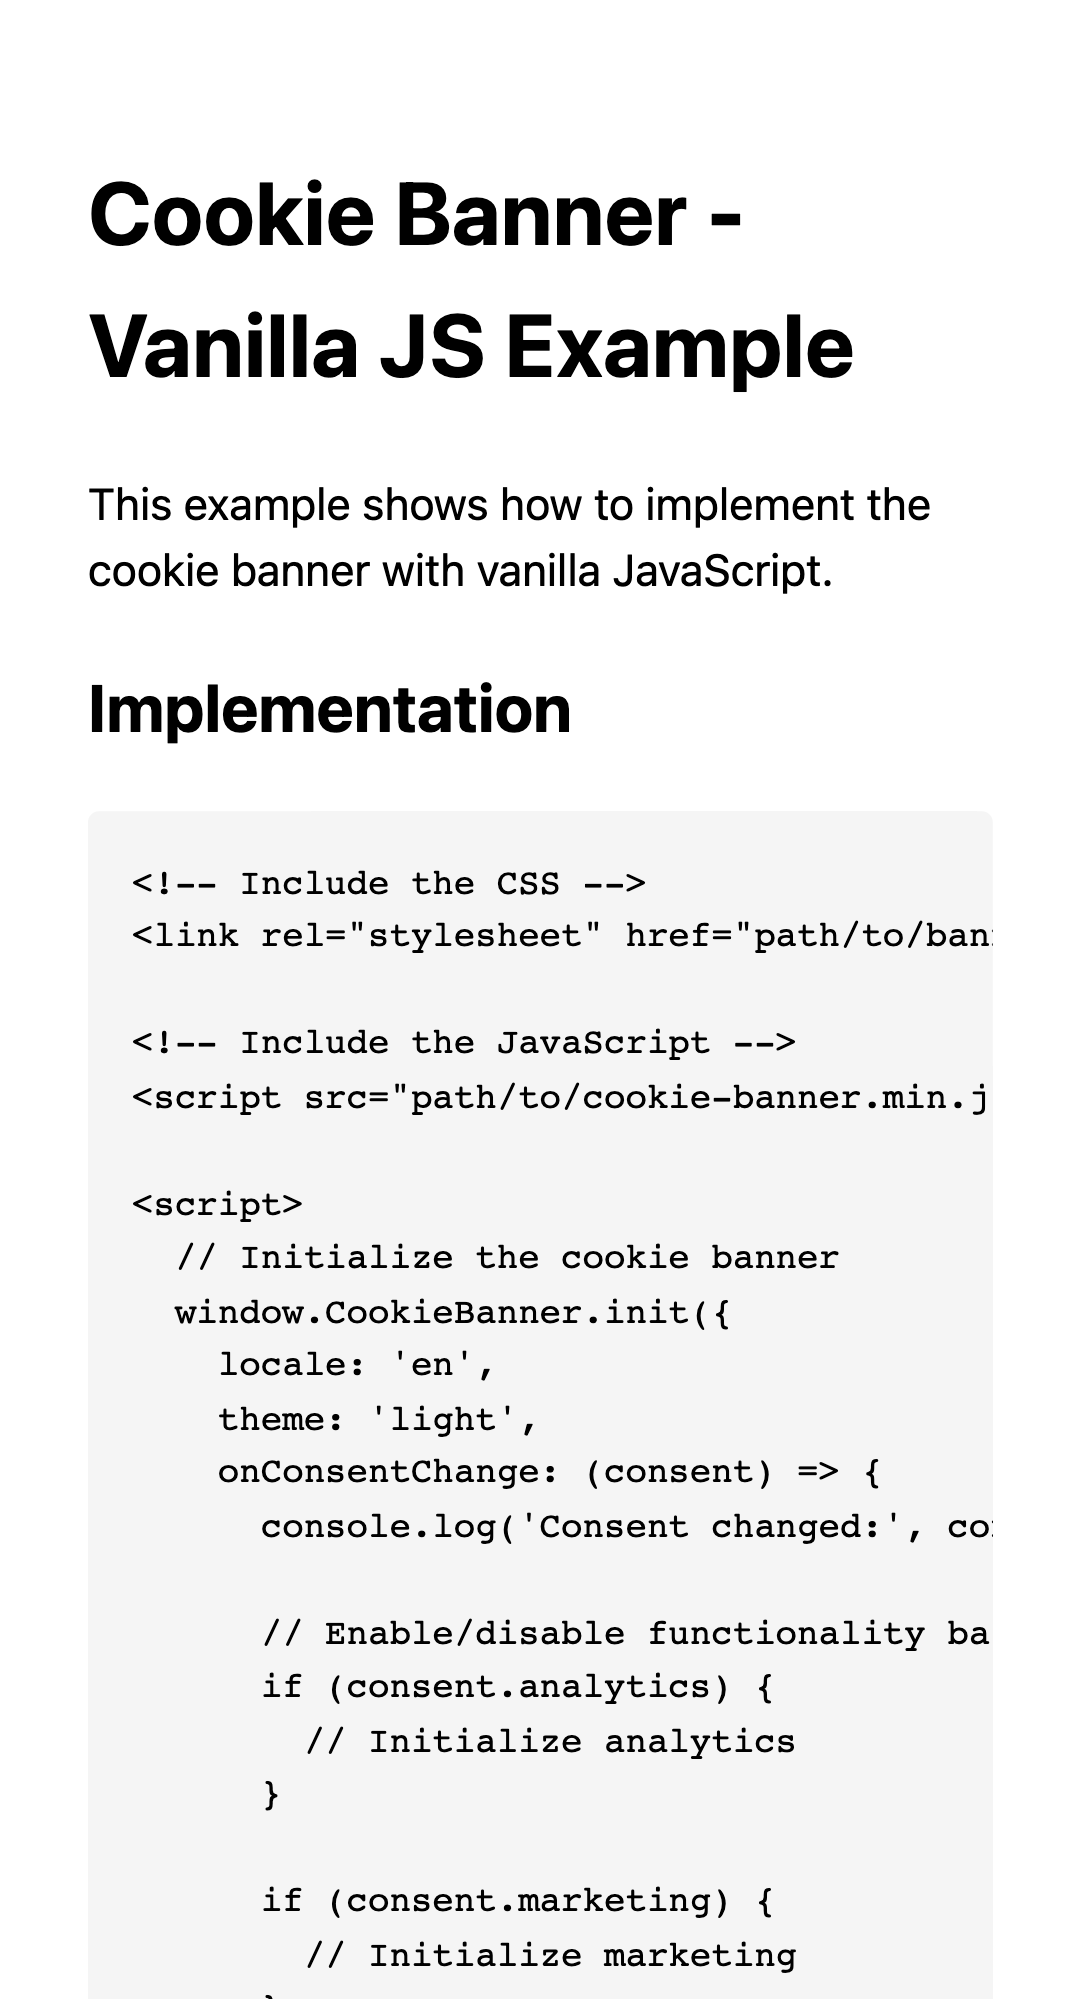 Cookie Banner -
Vanilla JS Example
This example shows how to implement the
cookie banner with vanilla JavaScript.
Implementation
<!-- Include the CSS -->
<link rel="stylesheet" href="path/to/ban
<!-- Include the JavaScript -->
<script src="path/to/cookie-banner.min.j
<script>
// Initialize the cookie banner
window.CookieBanner.init({
locale: 'en',
theme: 'light',
onConsentChange: (consent) => {
console.log('Consent changed:', co
// Enable/disable functionality ba
if (consent.analytics) {
// Initialize analytics
}
if (consent.marketing) {
// Initialize marketing